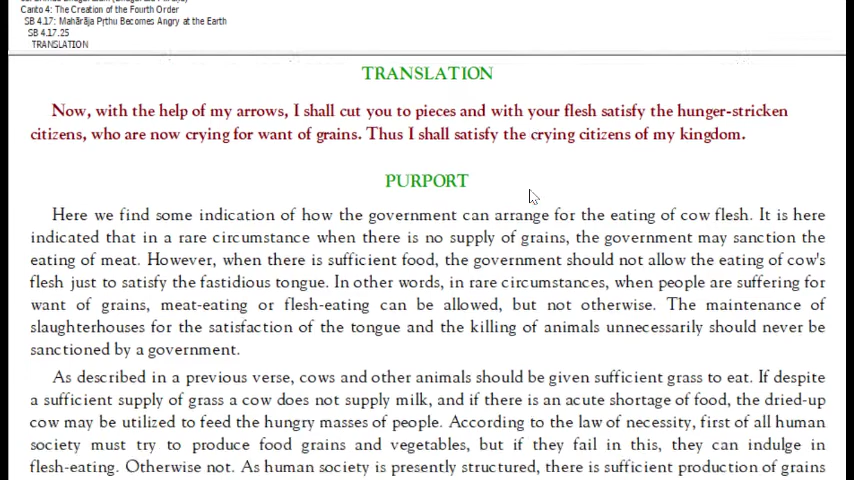 Canto 4: The Creation of the Fourth Order
SB 4.17: Mahārāja Pṛthu Becomes Angry at the Earth
SB 4.17.25
TRANSLATION
TRANSLATION
Now, with the help of my arrows, I shall cut you to pieces and with your flesh satisfy the hunger-stricken
citizens, who are now crying for want of grains. Thus I shall satisfy the crying citizens of my kingdom.
PURPORT
Here we find some indication of how the government can arrange for the eating of cow flesh. It is here
indicated that in a rare circumstance when there is no supply of grains, the government may sanction the
eating of meat. However, when there is sufficient food, the government should not allow the eating of cow's
flesh just to satisfy the fastidious tongue. In other words, in rare circumstances, when people are suffering for
want of grains, meat-eating or flesh-eating can be allowed, but not otherwise. The maintenance of
slaughterhouses for the satisfaction of the tongue and the killing of animals unnecessarily should never be
sanctioned by a government.
As described in a previous verse, cows and other animals should be given sufficient grass to eat. If despite
a sufficient supply of grass a cow does not supply milk, and if there is an acute shortage of food, the dried-up
cow may be utilized to feed the hungry masses of people. According to the law of necessity, first of all human
society must try to produce food grains and vegetables, but if they fail in this, they can indulge in
flesh-eating. Otherwise not. As human society is presently structured, there is sufficient production of grains